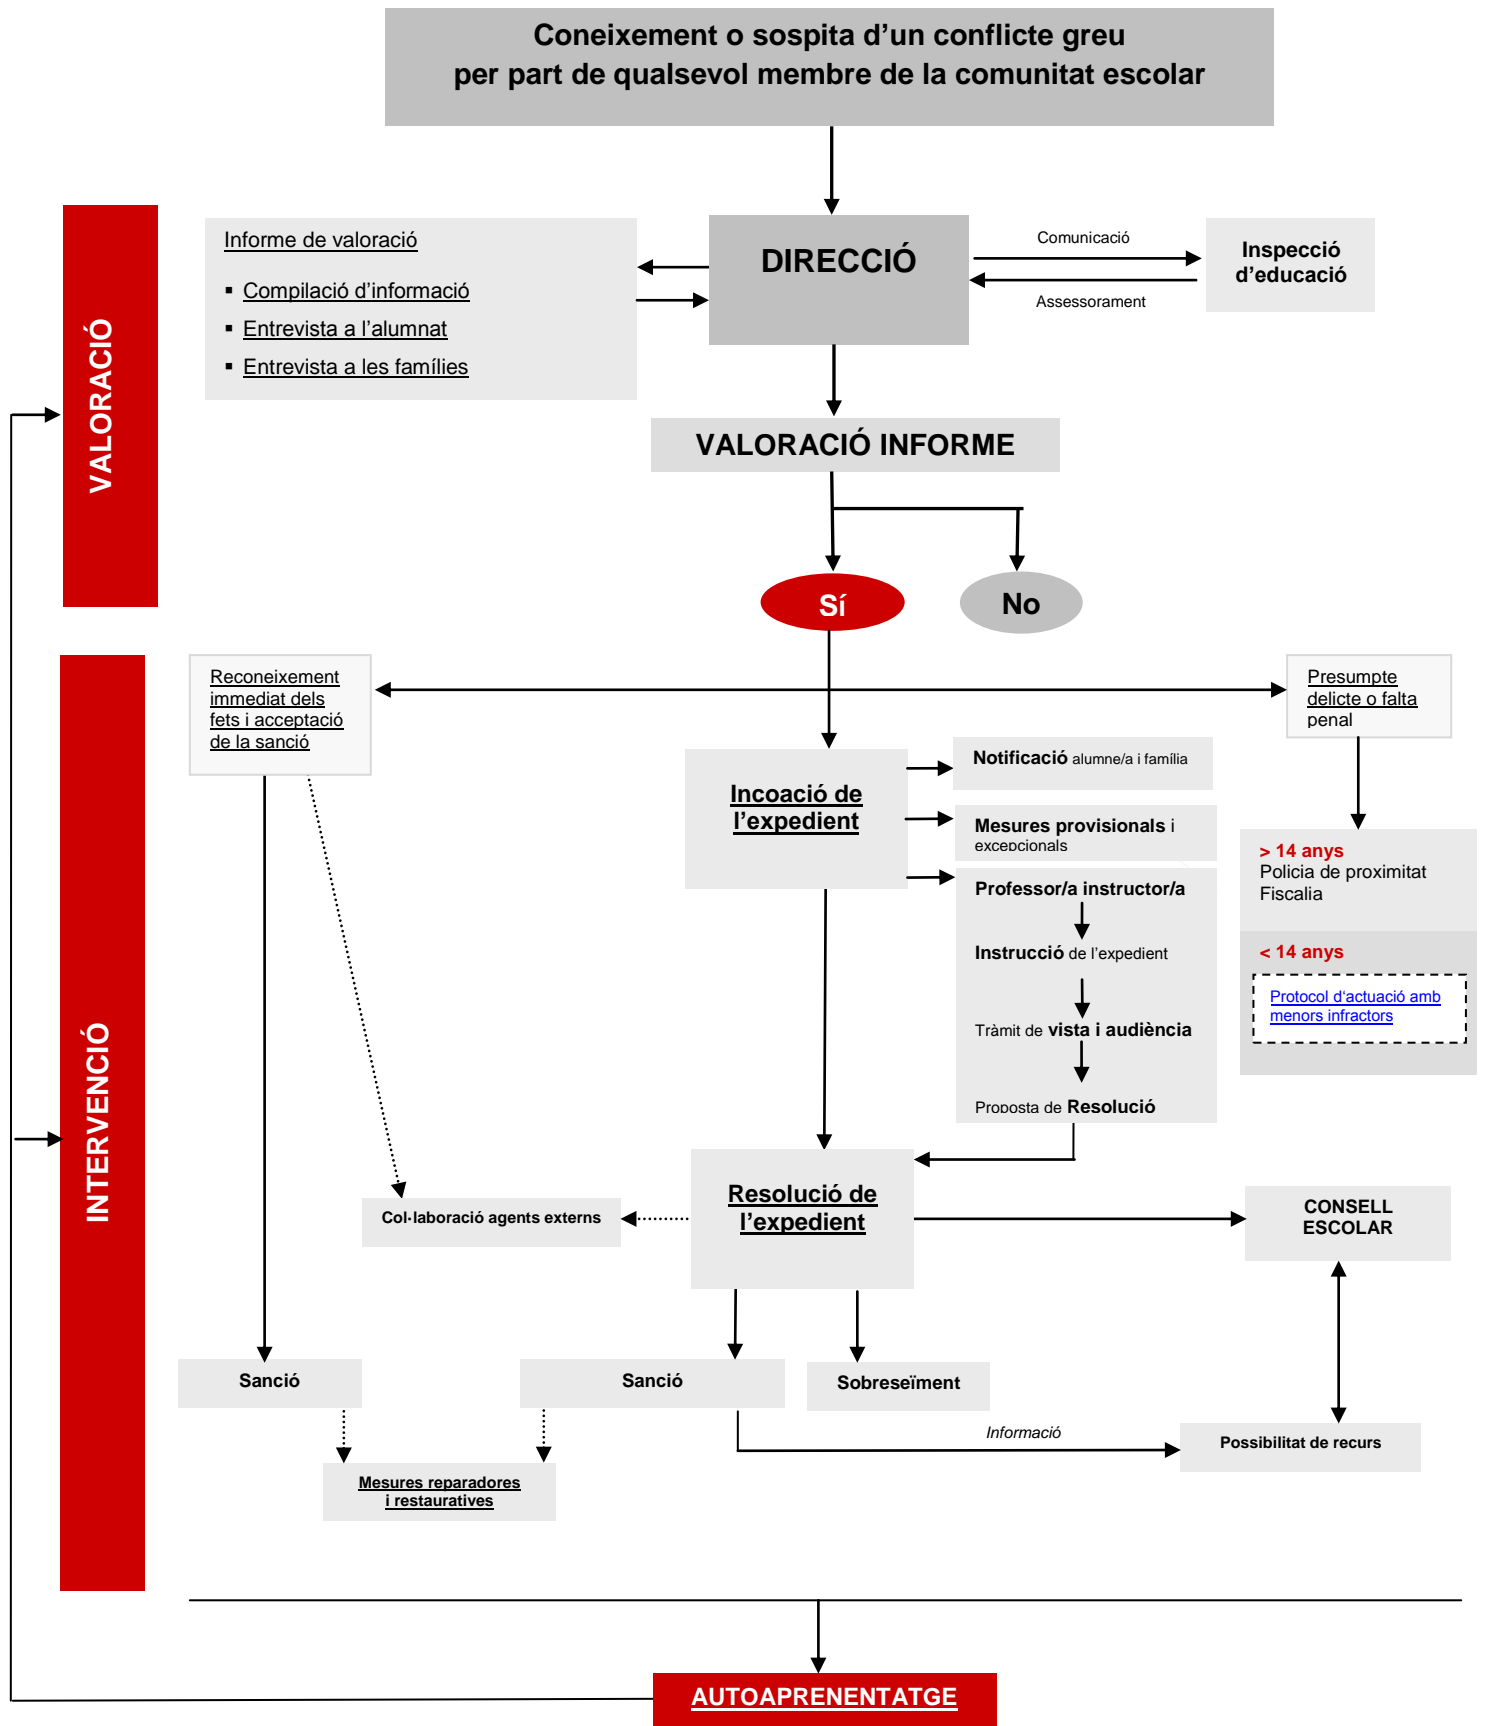 Coneixement o sospita d’un conflicte greu
per part de qualsevol membre de la comunitat escolar
VALORACIÓ
Informe de valoració
▪ Compilació d’informació
▪ Entrevista a l’alumnat
▪ Entrevista a les famílies
DIRECCIÓ
Comunicació
Assessorament
Inspecció
d’educació
VALORACIÓ INFORME
Sí
No
INTERVENCIÓ
Reconeixement
immediat dels
fets i acceptació
de la sanció
Presumpte
delicte o falta
penal
Incoació de
l’expedient
Notificació alumne/a i família
Mesures provisionals i
excepcionals
Professor/a instructor/a
Instrucció de l’expedient
Tràmit de vista i audiència
Proposta de Resolució
> 14 anys
Policia de proximitat
Fiscalia
< 14 anys
Protocol d‘actuació amb
menors infractors
Resolució de
l’expedient
Col·laboració agents externs
CONSELL
ESCOLAR
Sanció
Sanció
Sobreseïment
Informació
Possibilitat de recurs
Mesures reparadores
i restauratives
AUTOAPRENENTATGE